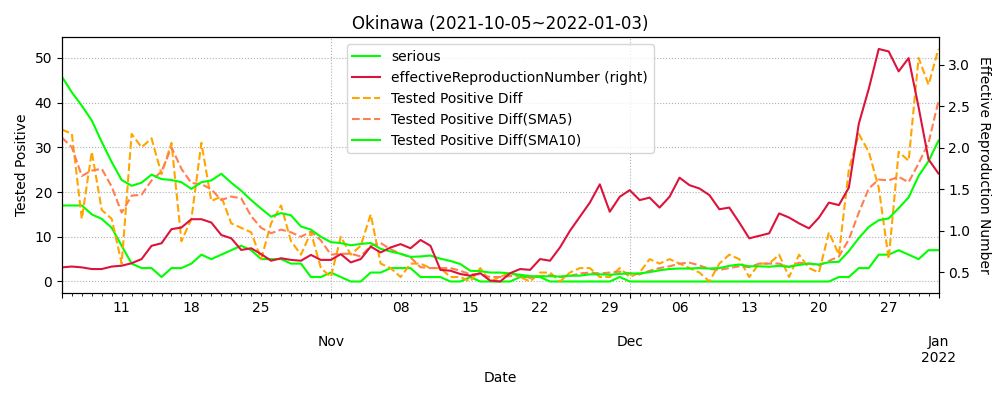 Okinawa (2021-10-05~2022-01-03)
serious
effectiveReproductionNumber (right)
Tested Positive Diff
Tested Positive Diff(SMA5)
Tested Positive Diff(SMA10)
Tested Positive
50
40
30
20
10
0
Effective Reproduction Number
3.0
2.5
2.0
1.5
1.0
0.5
11 18 25 08 15 22 29 06 13 20 27
Nov Dec Jan
2022
Date